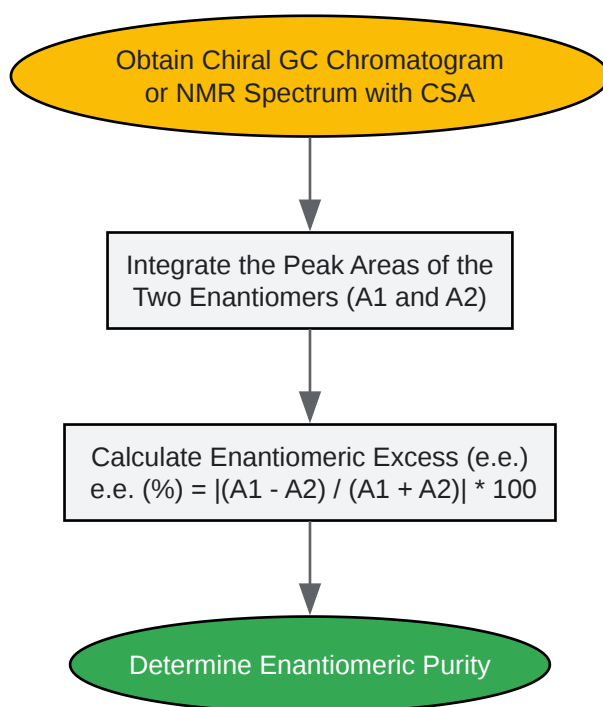 Obtain Chiral GC Chromatogram
or NMR Spectrum with CSA
Integrate the Peak Areas of the
Two Enantiomers (A1 and A2)
Calculate Enantiomeric Excess (e.e.)
e.e. (%) = |(A1 - A2) / (A1 + A2)| * 100
Determine Enantiomeric Purity